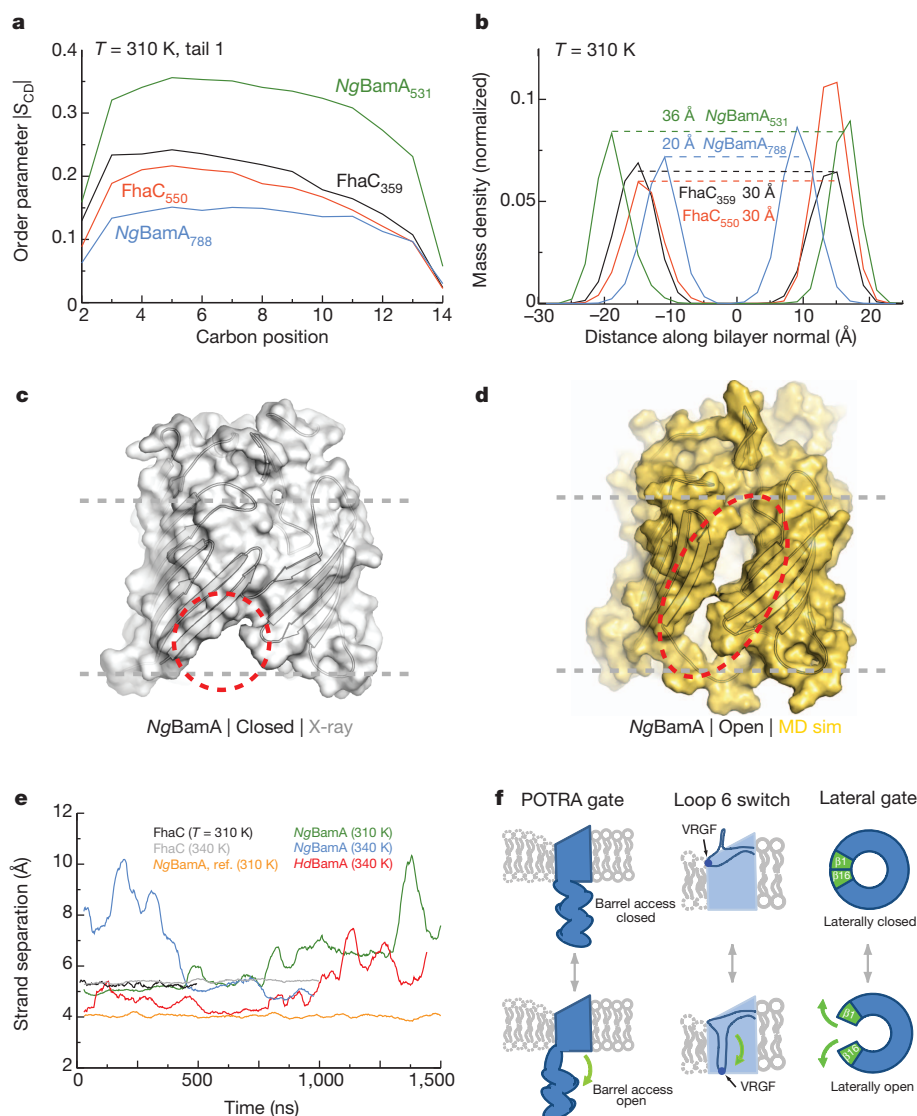 a
T = 310 K, tail 1
0.4
0.3
0.2
0.1
0
Order parameter |S_CD|
NgBamA₅₃₁
FhaC₃₅₉
FhaC₅₅₀
NgBamA₇₈₈
2 4 6 8 10 12 14
Carbon position
b
T = 310 K
0.1
0.05
0
Mass density (normalized)
36 Å NgBamA₅₃₁
20 Å NgBamA₇₈₈
FhaC₃₅₉ 30 Å
FhaC₅₅₀ 30 Å
−30 −20 −10 0 10 20
Distance along bilayer normal (Å)
c
NgBamA | Closed | X-ray
d
NgBamA | Open | MD sim
e
12
10
8
6
4
2
Strand separation (Å)
FhaC (T = 310 K)
FhaC (340 K)
NgBamA, ref. (310 K)
NgBamA (310 K)
NgBamA (340 K)
HdBamA (340 K)
0 500 1,000 1,500
Time (ns)
f
POTRA gate
Barrel access
closed
Barrel access
open
Loop 6 switch
VRGF
VRGF
Lateral gate
β1
β16
Laterally closed
β1
β16
Laterally open